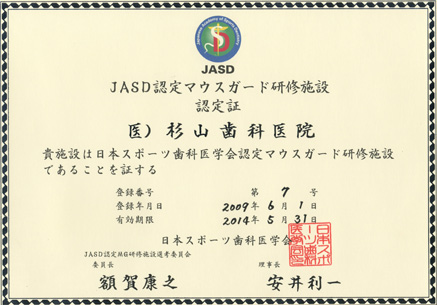 JASD
JASD認定マウスガード研修施設
認定証
医）杉山歯科医院
貴施設は日本スポーツ歯科医学会認定マウスガード研修施設
であることを証する
登録番号　第 7 号
登録年月日　2009年 6月 1日
有効期限　2014年 5月31日
日本スポーツ歯科医学会
JASD認定MG研修施設選考委員会
委員長　額賀康之
理事長　安井利一